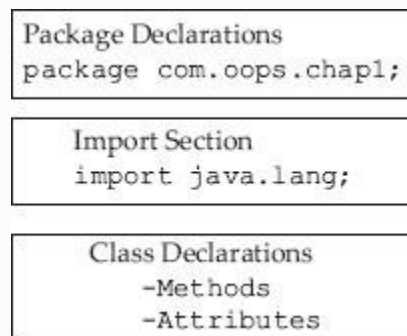 Package Declarations
package com.oops.chap1;
Import Section
import java.lang;
Class Declarations
-Methods
-Attributes